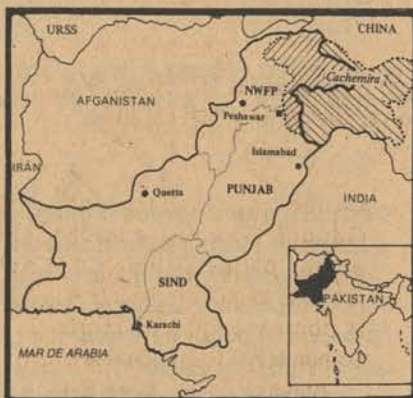 URSS
CHINA
NWFP
Cachemira ?
AFGANISTAN
Peshawar
Islamabad
IRÁN
Quetta
PUNJAB
INDIA
SIND
PAKISTAN
Karachi
MAR DE ARABIA